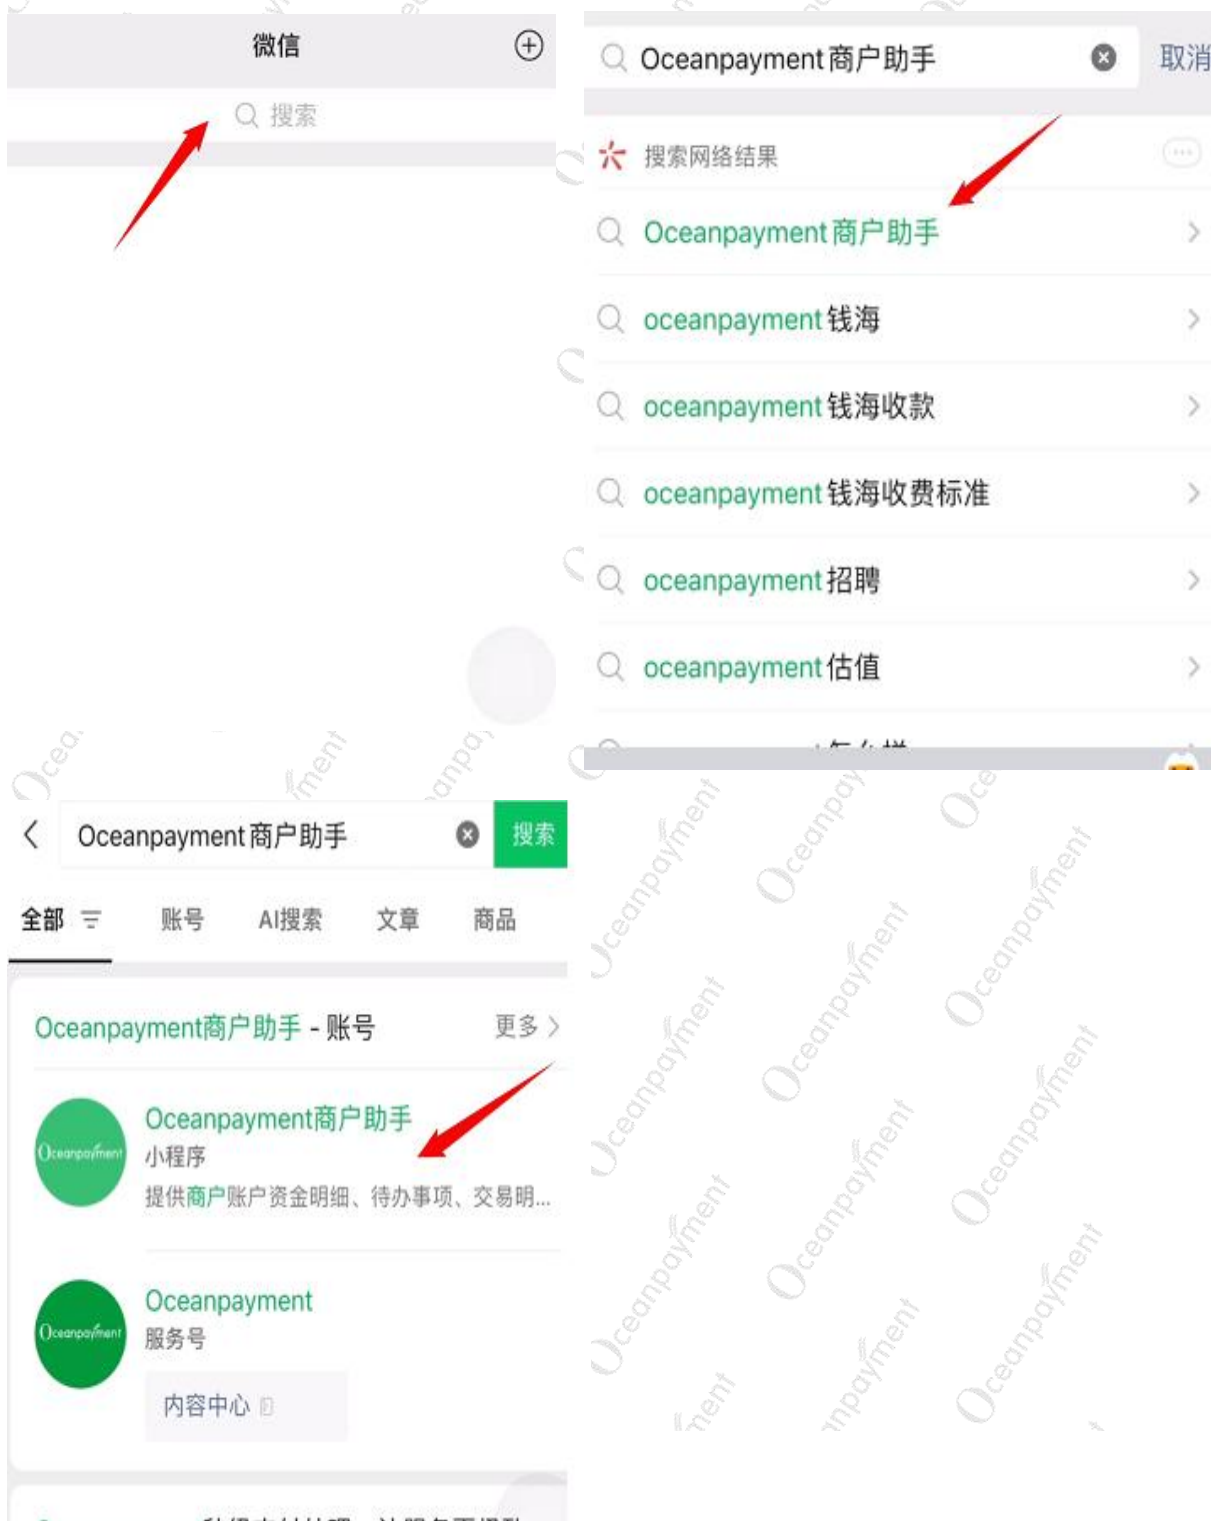 微信
搜索
Oceanpayment商户助手
取消
搜索网络结果
Oceanpayment商户助手
oceanpayment钱海
oceanpayment钱海收款
oceanpayment钱海收费标准
oceanpayment招聘
oceanpayment估值
Oceanpayment商户助手
搜索
全部
账号
AI搜索
文章
商品
Oceanpayment商户助手 - 账号
更多
Oceanpayment
Oceanpayment商户助手
小程序
提供商户账户资金明细、待办事项、交易明...
Oceanpayment
Oceanpayment
服务号
内容中心
Oceanpayment
Oceanpayment
Oceanpayment
Oceanpayment
Oceanpayment
Oceanpayment
Oceanpayment
Oceanpayment